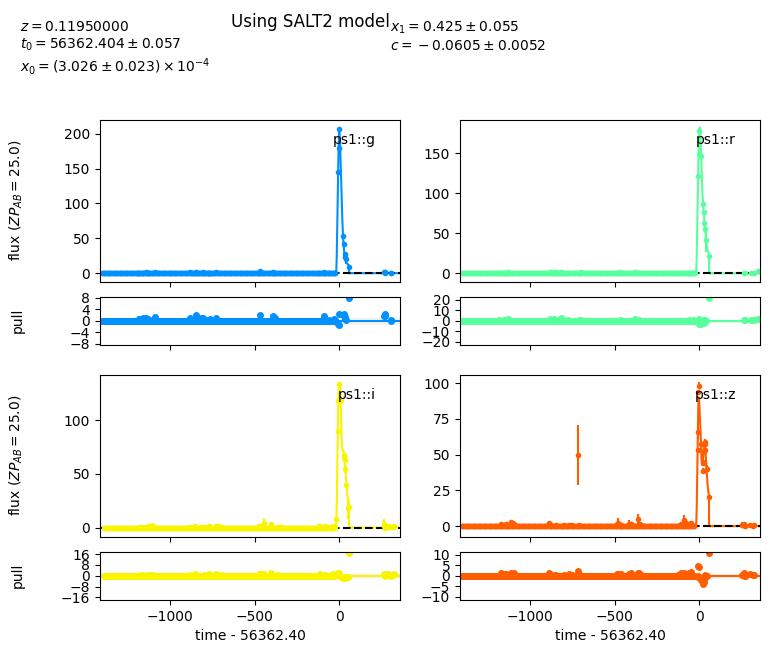 Using SALT2 model
z = 0.11950000
t0 = 56362.404 ± 0.057
x0 = (3.026 ± 0.023) × 10^−4
x1 = 0.425 ± 0.055
c = −0.0605 ± 0.0052
flux (ZP_AB = 25.0)
200
150
100
50
0
ps1::g
150
100
50
0
ps1::r
pull
8
4
0
−4
−8
20
10
0
−10
−20
flux (ZP_AB = 25.0)
100
50
0
ps1::i
100
75
50
25
0
ps1::z
pull
16
8
0
−8
−16
10
5
0
−5
−10
−1000 −500 0
−1000 −500 0
time - 56362.40
time - 56362.40